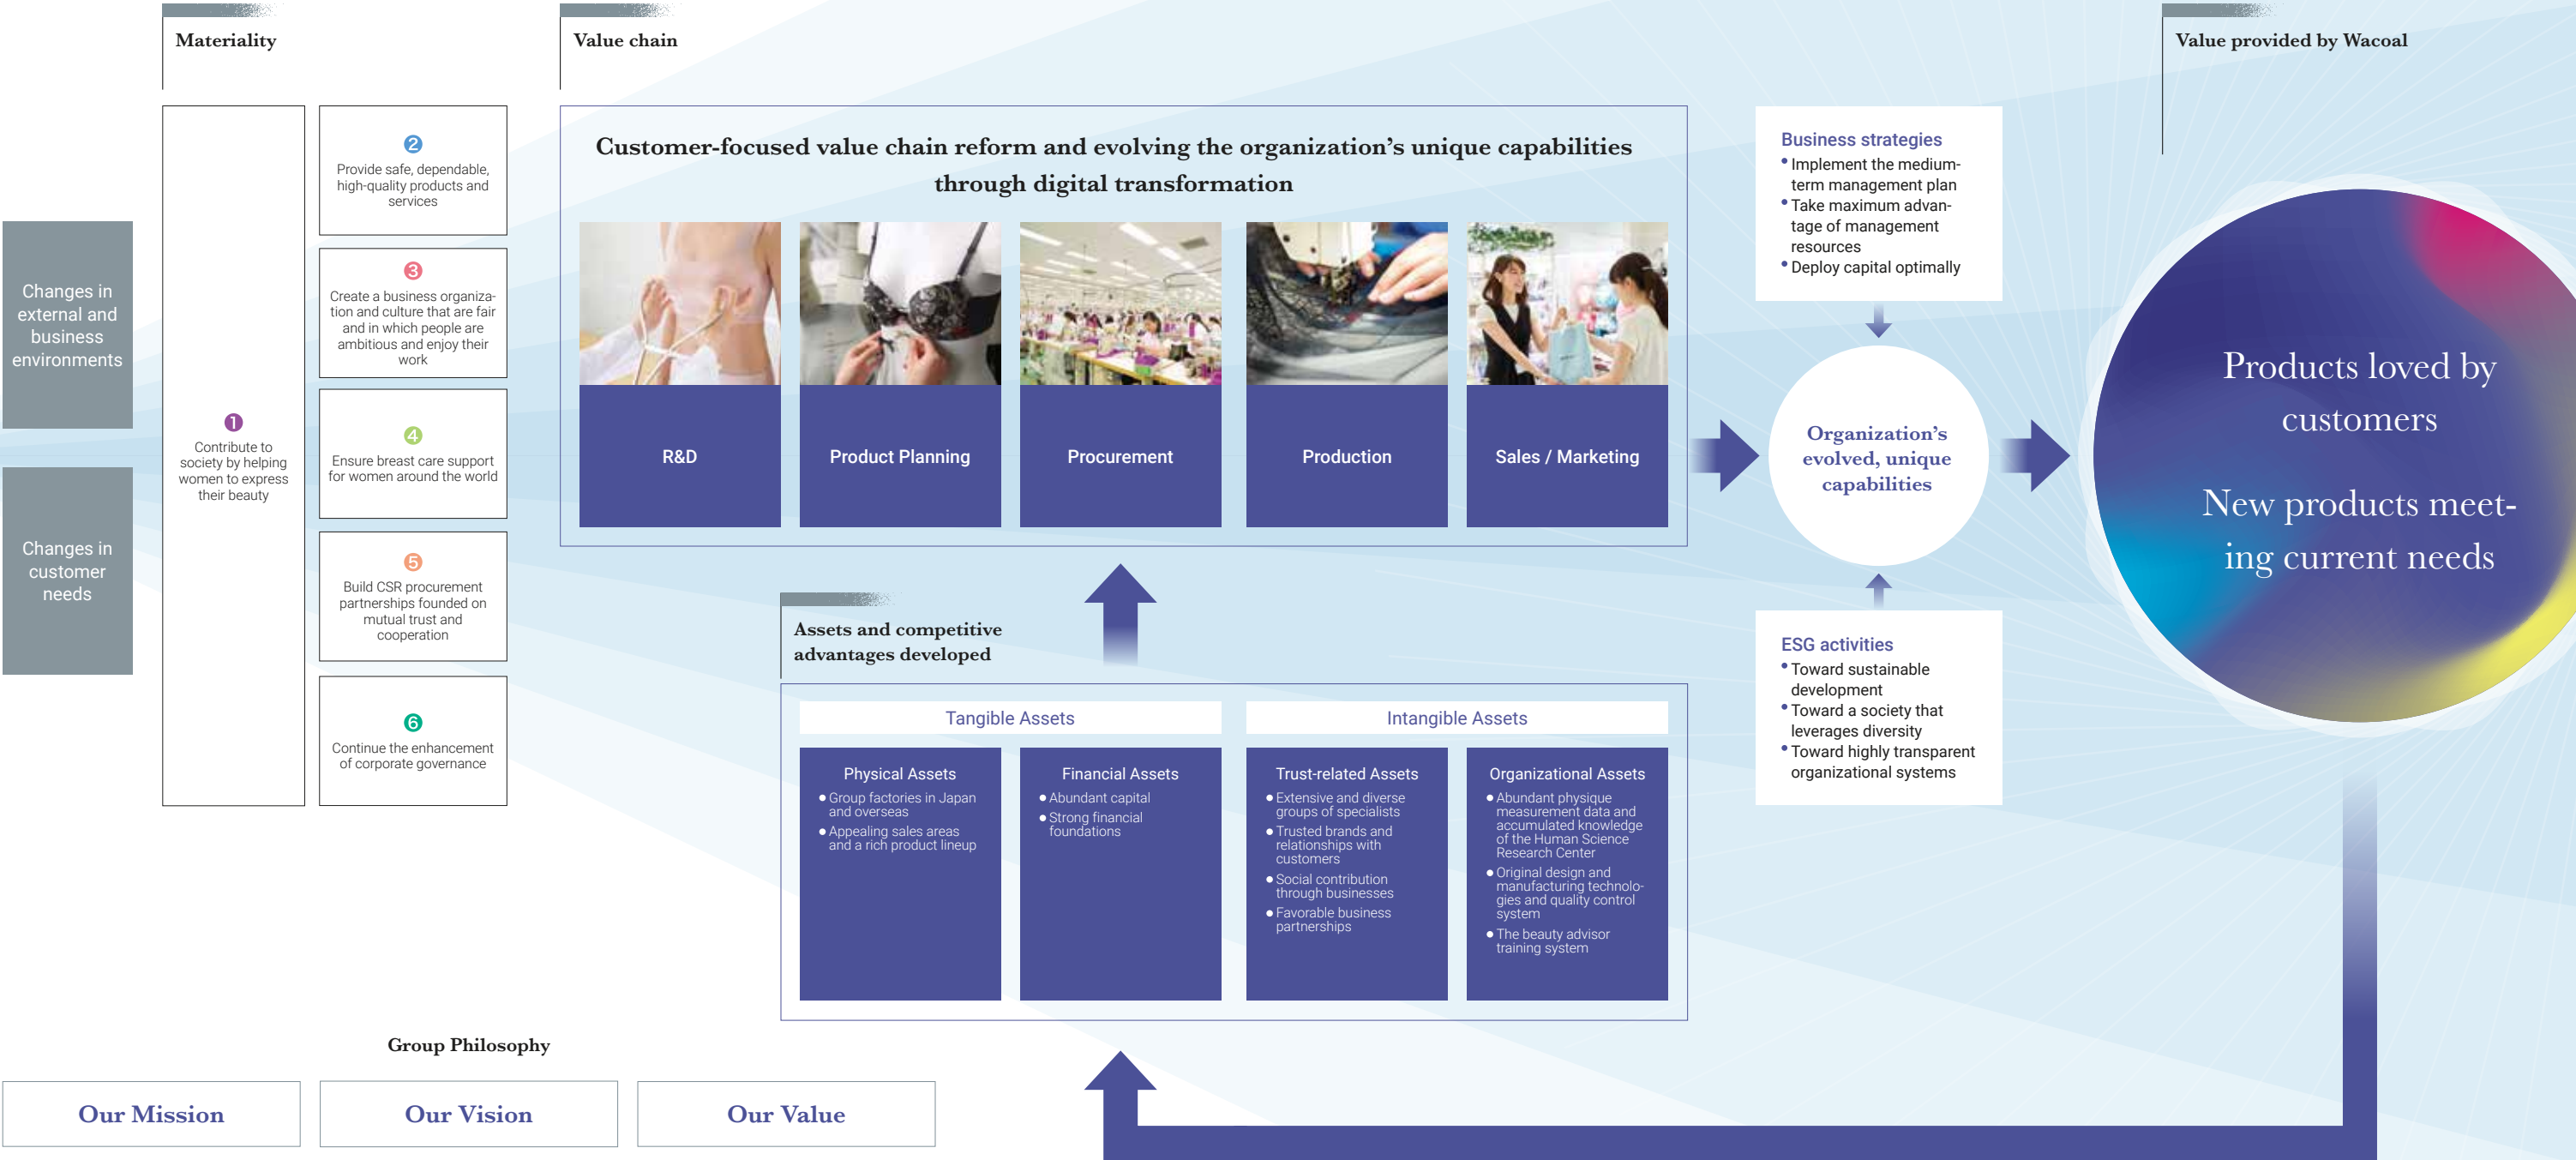 Materiality
Value chain
Value provided by Wacoal
Changes in
external and
business
environments
Changes in
customer
needs
❶
Contribute to
society by helping
women to express
their beauty
❷
Provide safe, dependable,
high-quality products and
services
❸
Create a business organiza-
tion and culture that are fair
and in which people are
ambitious and enjoy their
work
❹
Ensure breast care support
for women around the world
❺
Build CSR procurement
partnerships founded on
mutual trust and
cooperation
❻
Continue the enhancement
of corporate governance
Customer-focused value chain reform and evolving the organization’s unique capabilities
through digital transformation
R&D
Product Planning
Procurement
Production
Sales / Marketing
Assets and competitive
advantages developed
Tangible Assets
Intangible Assets
Physical Assets
● Group factories in Japan
and overseas
● Appealing sales areas
and a rich product lineup
Financial Assets
● Abundant capital
● Strong financial
foundations
Trust-related Assets
● Extensive and diverse
groups of specialists
● Trusted brands and
relationships with
customers
● Social contribution
through businesses
● Favorable business
partnerships
Organizational Assets
● Abundant physique
measurement data and
accumulated knowledge
of the Human Science
Research Center
● Original design and
manufacturing technolo-
gies and quality control
system
● The beauty advisor
training system
Business strategies
• Implement the medium-
term management plan
• Take maximum advan-
tage of management
resources
• Deploy capital optimally
Organization’s
evolved, unique
capabilities
ESG activities
• Toward sustainable
development
• Toward a society that
leverages diversity
• Toward highly transparent
organizational systems
Products loved by
customers
New products meet-
ing current needs
Group Philosophy
Our Mission
Our Vision
Our Value